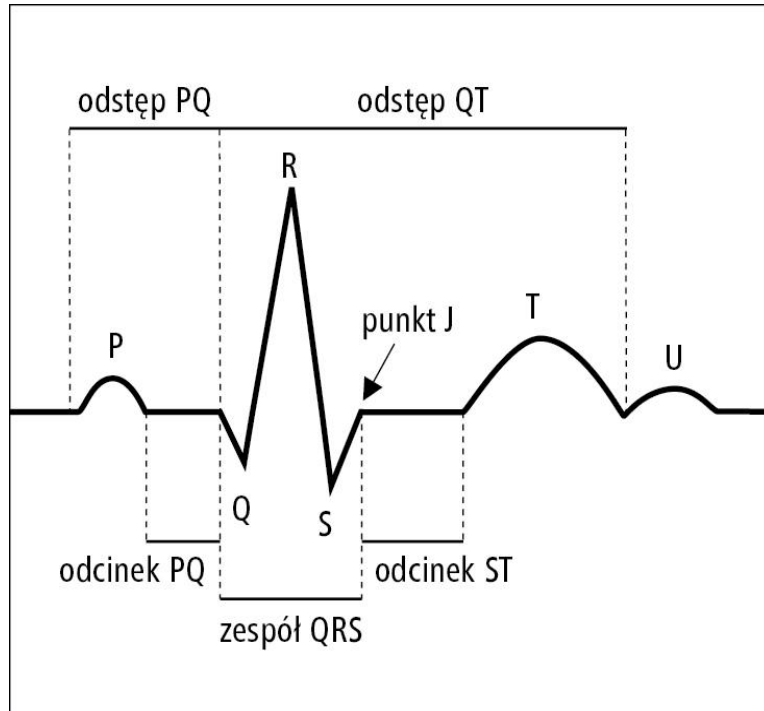 odstęp PQ
odstęp QT
R
P
punkt J
T
U
Q
S
odcinek PQ
odcinek ST
zespół QRS